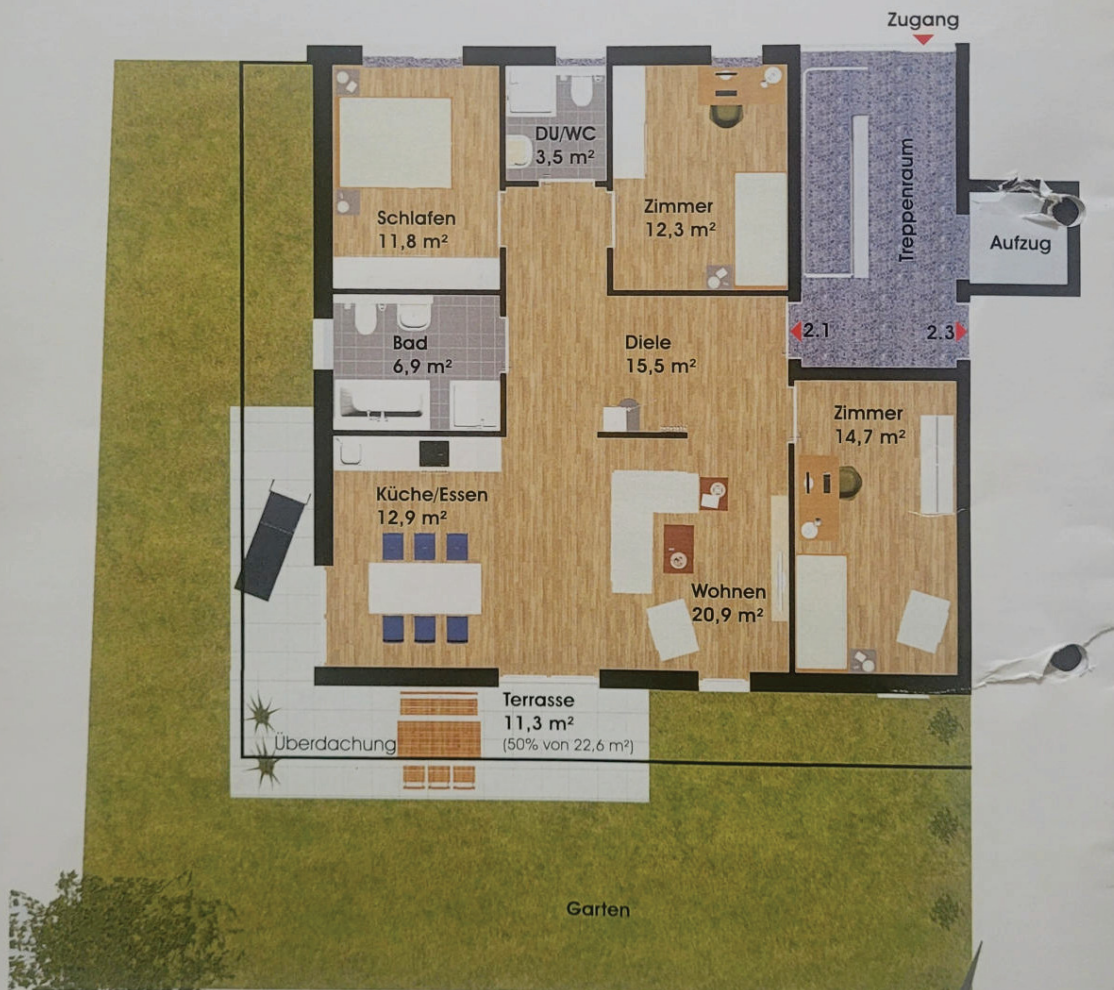 Zugang
DU/WC
3,5 m²
Schlafen
11,8 m²
Zimmer
12,3 m²
Treppenraum
Aufzug
Bad
6,9 m²
Diele
15,5 m²
2.1
2.3
Zimmer
14,7 m²
Küche/Essen
12,9 m²
Wohnen
20,9 m²
Terrasse
11,3 m²
(50% von 22,6 m²)
Überdachung
Garten